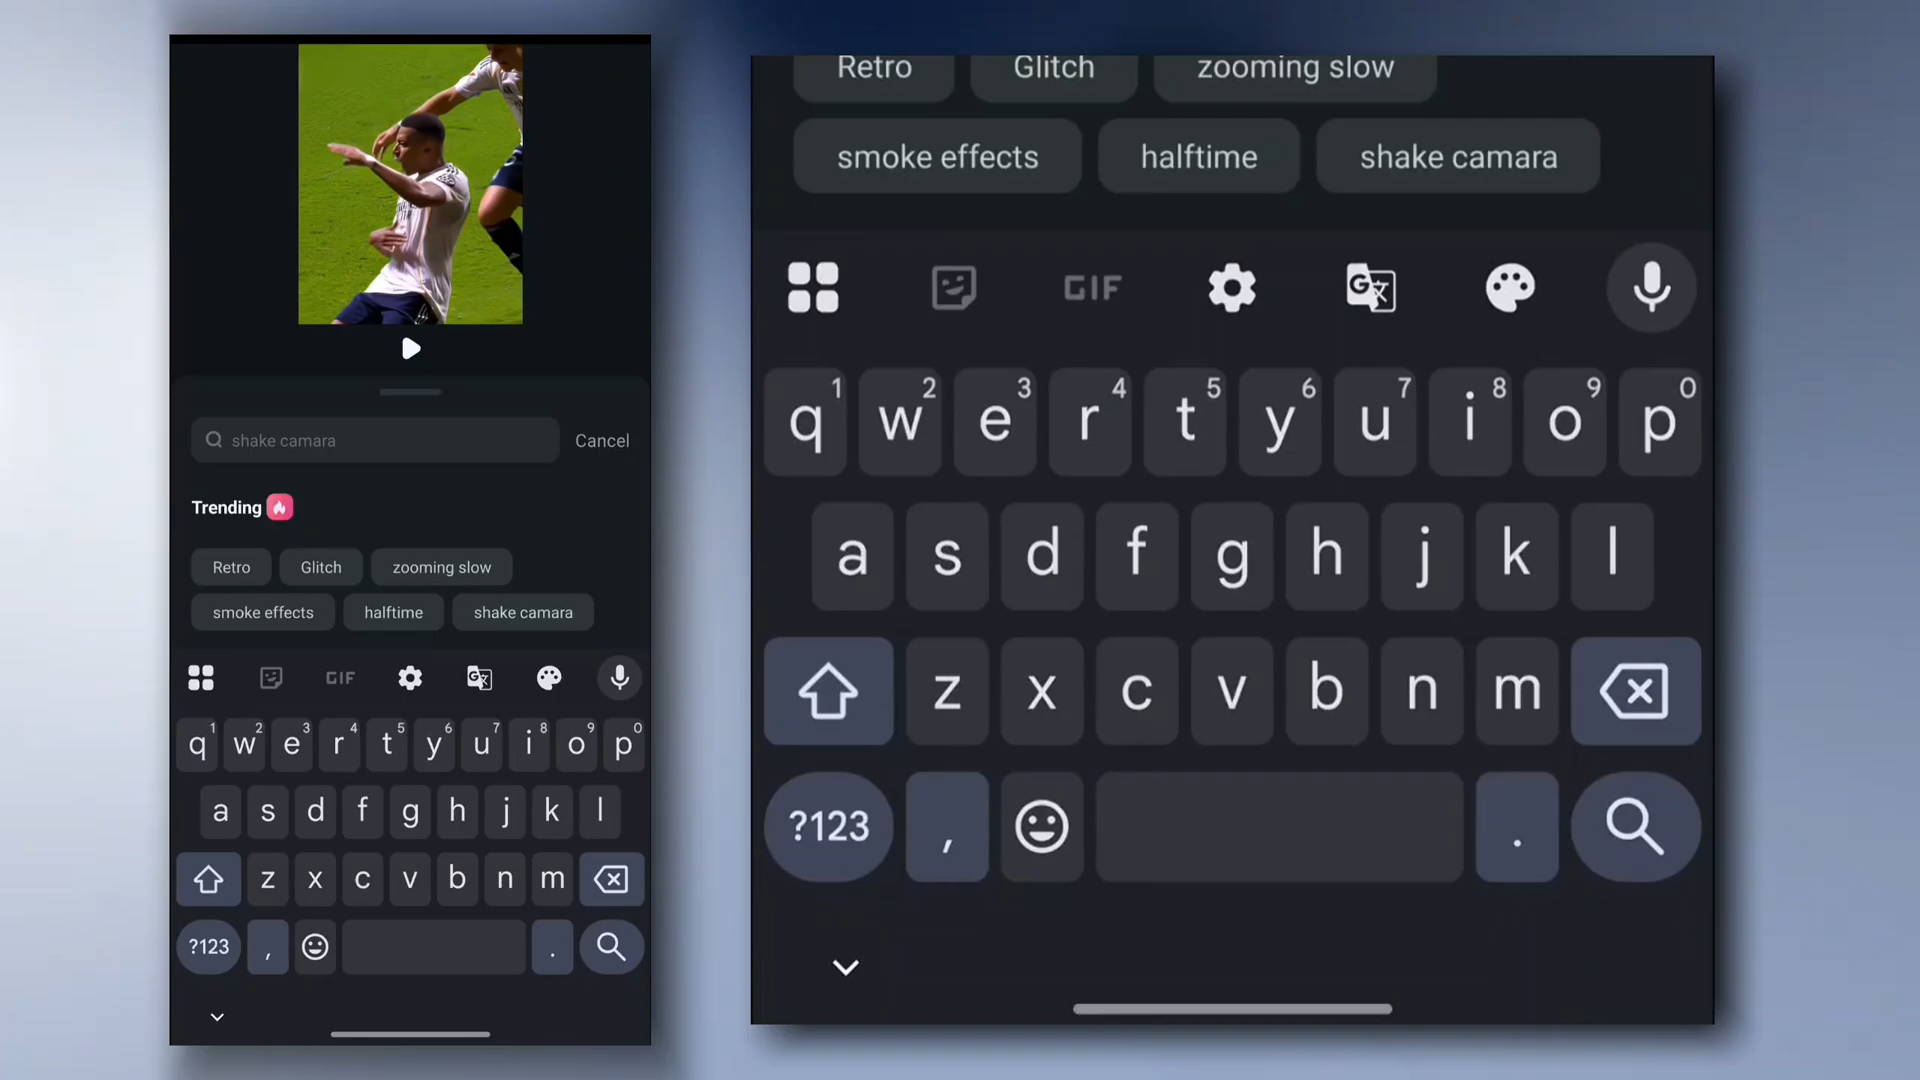 shake camara
Cancel
Trending
Retro Glitch zooming slow
smoke effects halftime shake camara
GIF
q1 w2 e3 r4 t5 y6 u7 i8 o9 p0
a s d f g h j k l
z x c v b n m
?123 , .
Retro Glitch zooming slow
smoke effects halftime shake camara
GIF
q1 w2 e3 r4 t5 y6 u7 i8 o9 p0
a s d f g h j k l
z x c v b n m
?123 , .